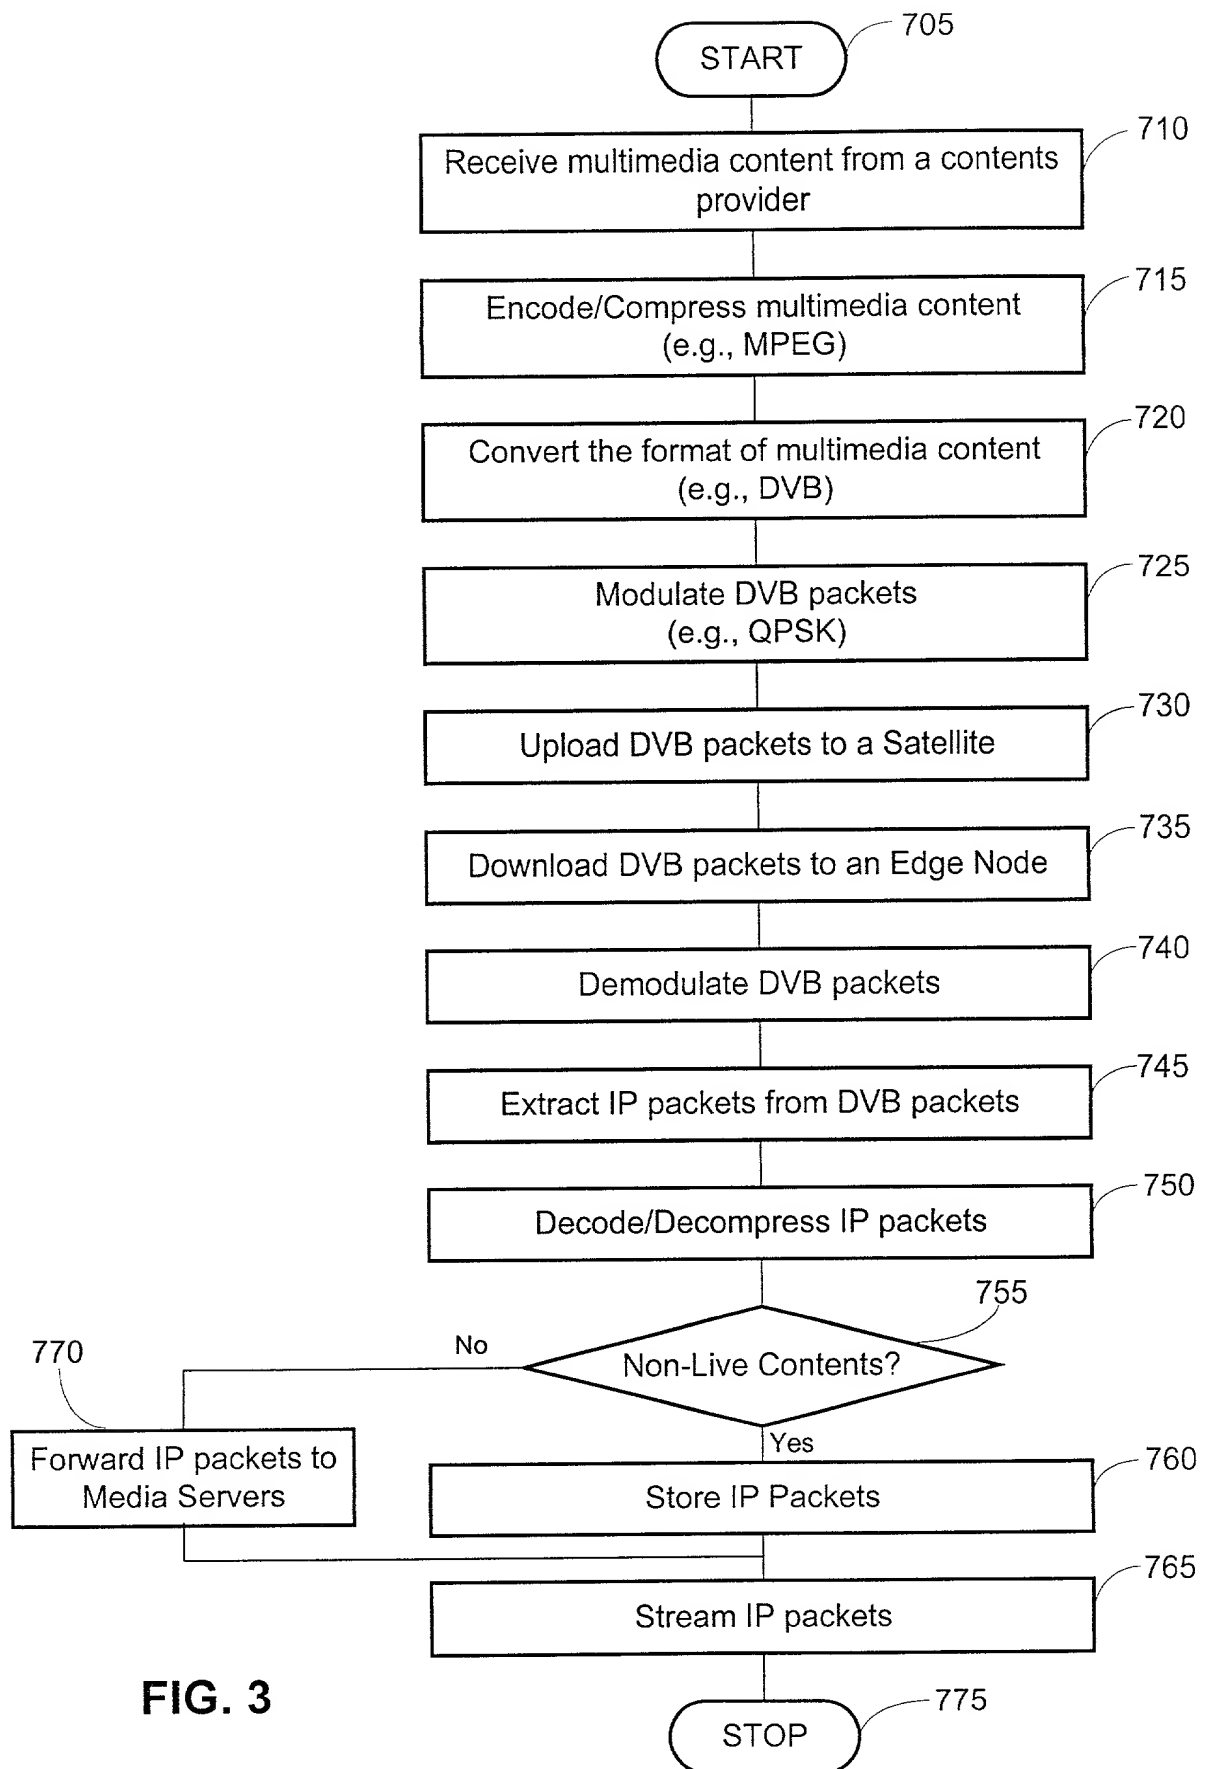 705
START
710
Receive multimedia content from a contents
provider
715
Encode/Compress multimedia content
(e.g., MPEG)
720
Convert the format of multimedia content
(e.g., DVB)
725
Modulate DVB packets
(e.g., QPSK)
730
Upload DVB packets to a Satellite
735
Download DVB packets to an Edge Node
740
Demodulate DVB packets
745
Extract IP packets from DVB packets
750
Decode/Decompress IP packets
755
No
Non-Live Contents?
770
Yes
Forward IP packets to
Media Servers
760
Store IP Packets
765
Stream IP packets
FIG. 3
775
STOP